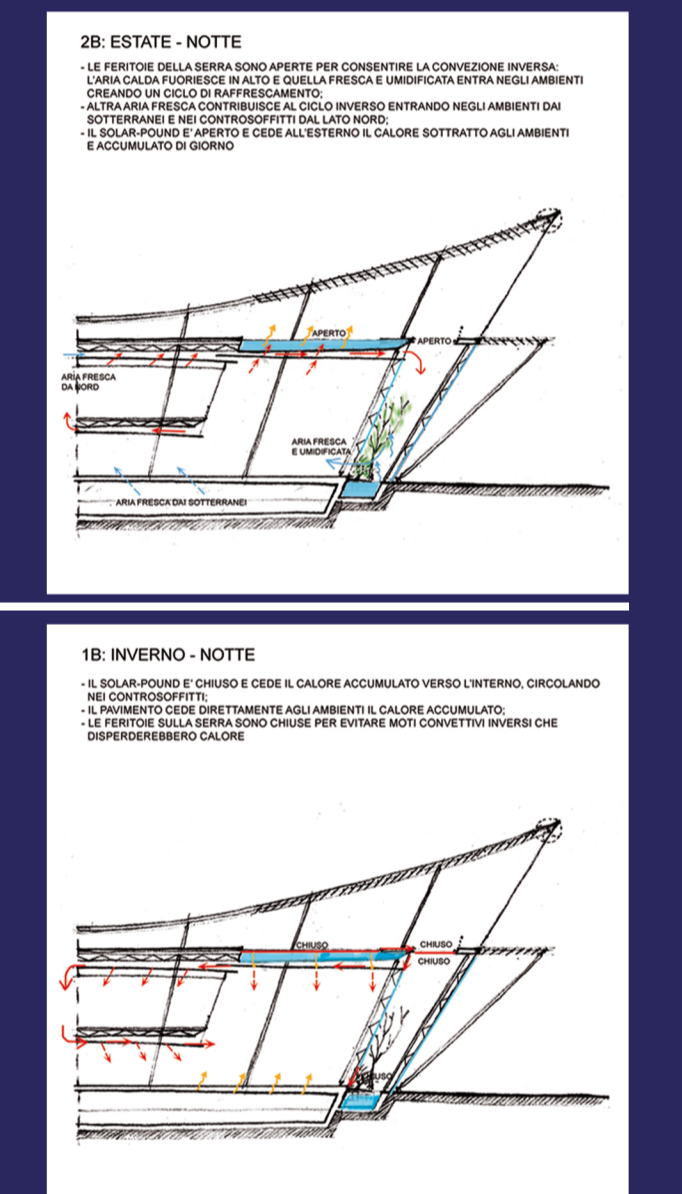 2B: ESTATE - NOTTE
- LE FERITOIE DELLA SERRA SONO APERTE PER CONSENTIRE LA CONVEZIONE INVERSA:
L'ARIA CALDA FUORIESCE IN ALTO E QUELLA FRESCA E UMIDIFICATA ENTRA NEGLI AMBIENTI
CREANDO UN CICLO DI RAFFRESCAMENTO;
- ALTRA ARIA FRESCA CONTRIBUISCE AL CICLO INVERSO ENTRANDO NEGLI AMBIENTI DAI
SOTTERRANEI E NEI CONTROSOFFITTI DAL LATO NORD;
- IL SOLAR-POUND E' APERTO E CEDE ALL'ESTERNO IL CALORE SOTTRATTO AGLI AMBIENTI
E ACCUMULATO DI GIORNO
APERTO
APERTO
ARIA FRESCA
DA NORD
ARIA FRESCA
E UMIDIFICATA
ARIA FRESCA DAI SOTTERRANEI
1B: INVERNO - NOTTE
- IL SOLAR-POUND E' CHIUSO E CEDE IL CALORE ACCUMULATO VERSO L'INTERNO, CIRCOLANDO
NEI CONTROSOFFITTI;
- IL PAVIMENTO CEDE DIRETTAMENTE AGLI AMBIENTI IL CALORE ACCUMULATO;
- LE FERITOIE SULLA SERRA SONO CHIUSE PER EVITARE MOTI CONVETTIVI INVERSI CHE
DISPERDEREBBERO CALORE
CHIUSO
CHIUSO
CHIUSO
CHIUSO